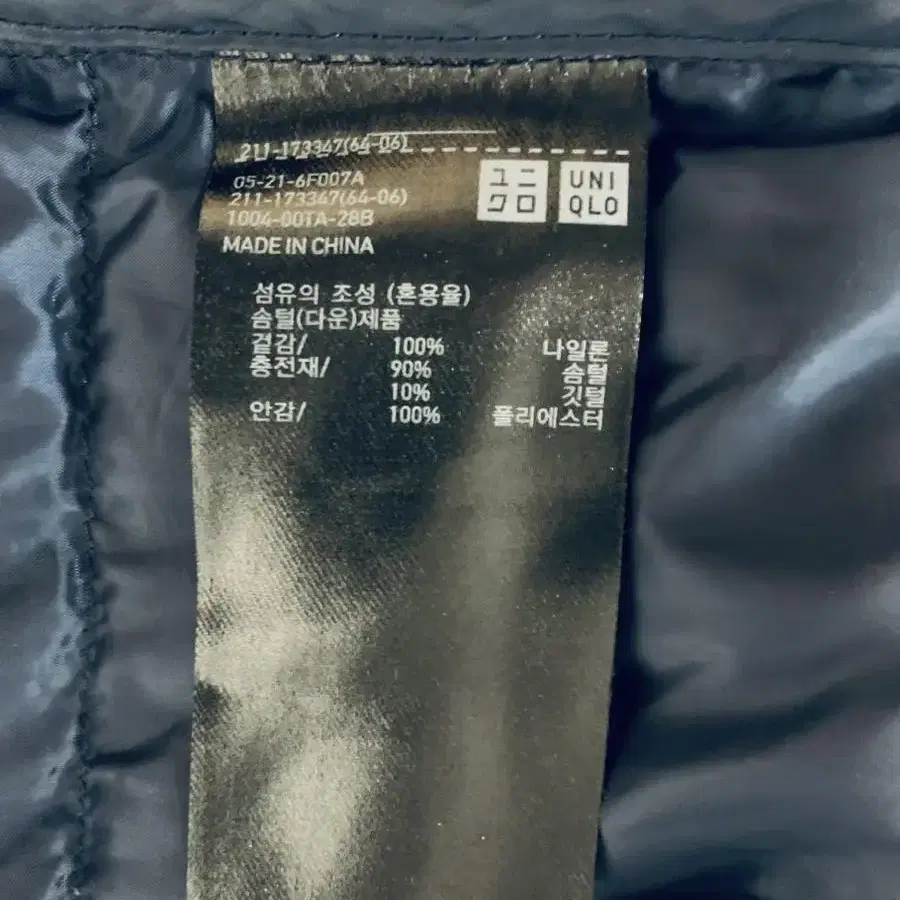 211-173347(64-06)
05-21-6F007A
211-173347(64-06)
1004-00TA-28B
MADE IN CHINA
ユニ
クロ
UNI
QLO
섬유의 조성 (혼용율)
솜털(다운)제품
겉감/ 100% 나일론
충전재/ 90% 솜털
10% 깃털
안감/ 100% 폴리에스터